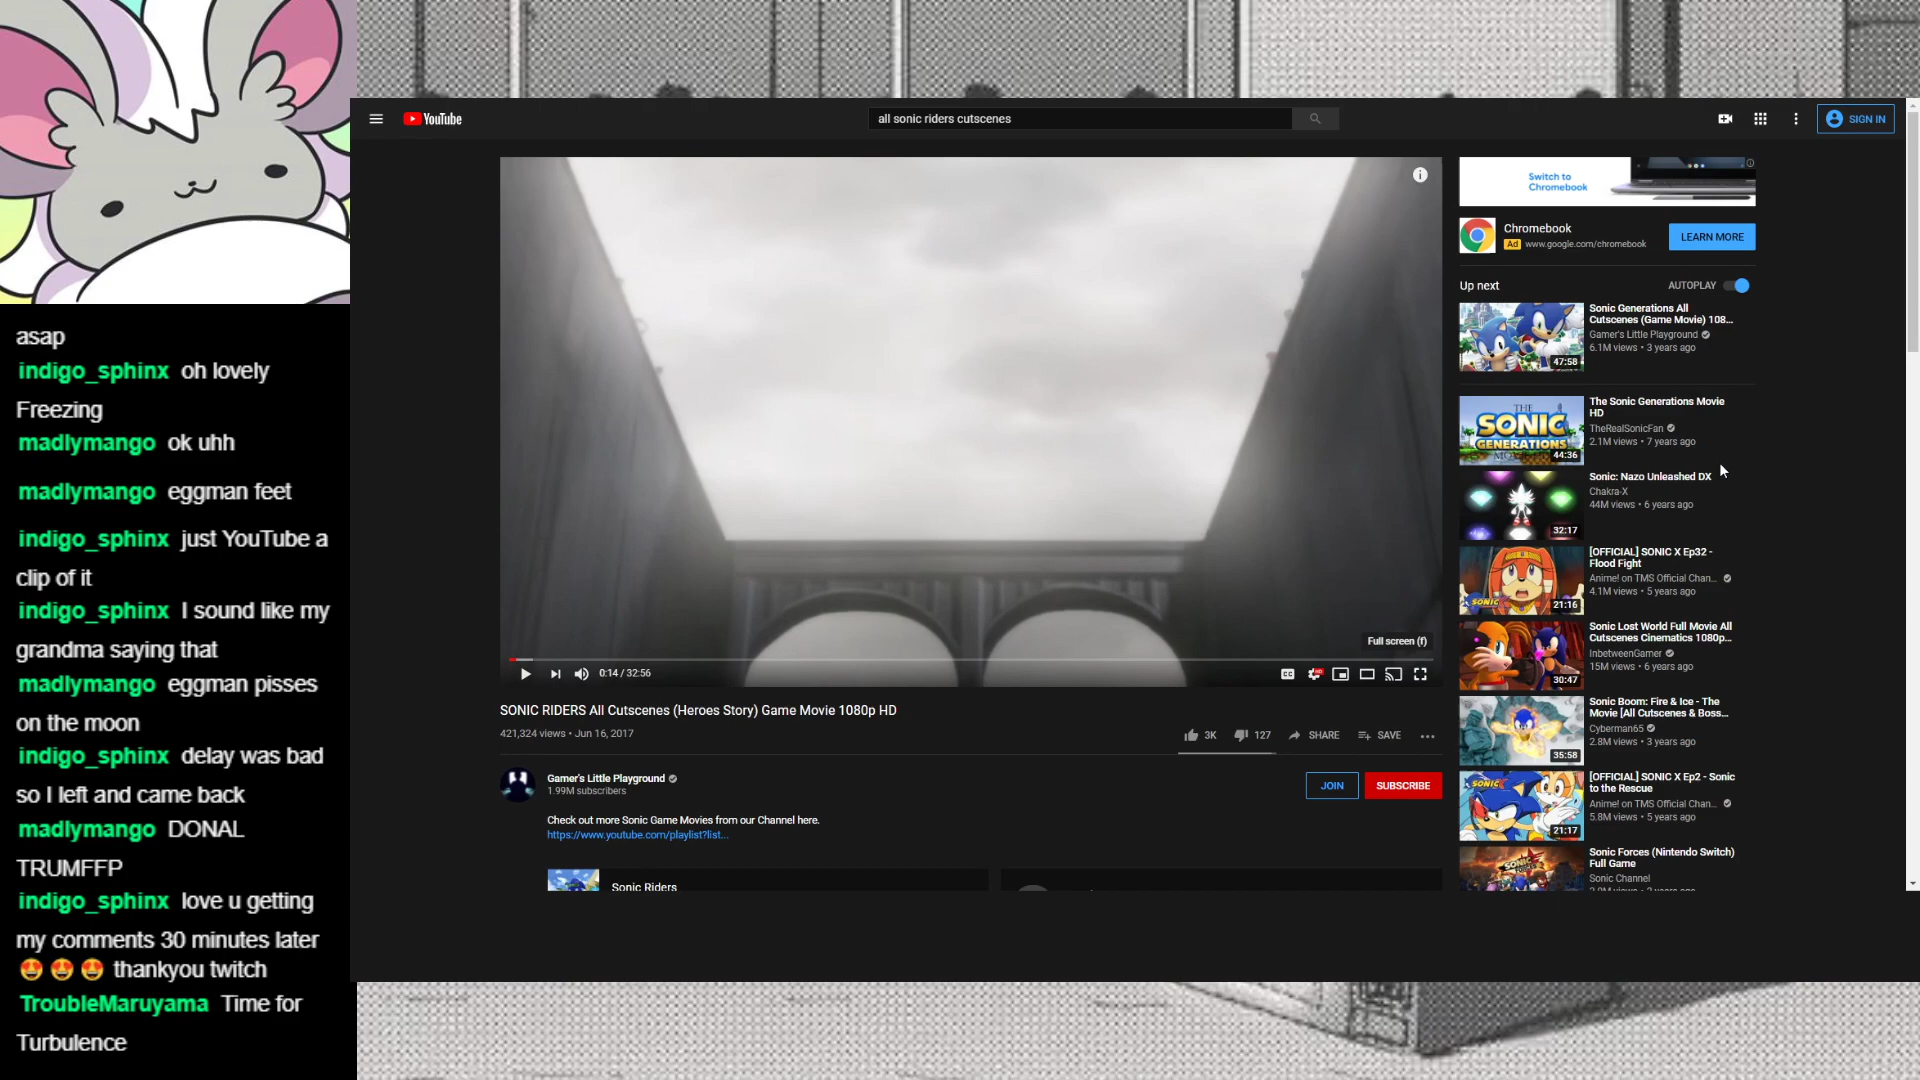 asap
indigo_sphinx oh lovely
Freezing
madlymango ok uhh
madlymango eggman feet
indigo_sphinx just YouTube a
clip of it
indigo_sphinx I sound like my
grandma saying that
madlymango eggman pisses
on the moon
indigo_sphinx delay was bad
so I left and came back
madlymango DONAL
TRUMFFP
indigo_sphinx love u getting
my comments 30 minutes later
😍 😍 😍 thankyou twitch
TroubleMaruyama Time for
Turbulence
YouTube
all sonic riders cutscenes
SIGN IN
Full screen (f)
0:14 / 32:56
CC
HD
SONIC RIDERS All Cutscenes (Heroes Story) Game Movie 1080p HD
421,324 views • Jun 16, 2017
3K
127
SHARE
SAVE
Gamer's Little Playground
1.99M subscribers
JOIN
SUBSCRIBE
Check out more Sonic Game Movies from our Channel here.
https://www.youtube.com/playlist?list...
Sonic Riders
Switch to
Chromebook
Chromebook
Ad www.google.com/chromebook
LEARN MORE
Up next
AUTOPLAY
Sonic Generations All
Cutscenes (Game Movie) 108...
Gamer's Little Playground
6.1M views • 3 years ago
47:58
THE
SONIC
GENERATIONS
44:36
The Sonic Generations Movie
HD
TheRealSonicFan
2.1M views • 7 years ago
Sonic: Nazo Unleashed DX
Chakra-X
44M views • 6 years ago
32:17
[OFFICIAL] SONIC X Ep32 -
Flood Fight
Anime! on TMS Official Chan...
4.1M views • 5 years ago
SONIC
21:16
Sonic Lost World Full Movie All
Cutscenes Cinematics 1080p...
InbetweenGamer
15M views • 6 years ago
30:47
Sonic Boom: Fire & Ice - The
Movie [All Cutscenes & Boss...
Cyberman65
2.8M views • 3 years ago
35:58
[OFFICIAL] SONIC X Ep2 - Sonic
to the Rescue
Anime! on TMS Official Chan...
5.8M views • 5 years ago
SONIC
21:17
Sonic Forces (Nintendo Switch)
Full Game
Sonic Channel
SONIC